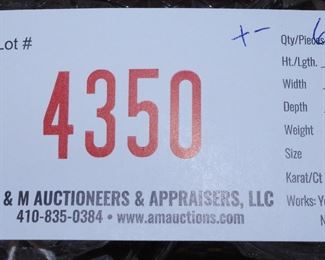 Lot #
+-
Qty/Pieces
Ht./Lgth.
Width
Depth
Weight
Size
Karat/Ct
Works:
4350
& M AUCTIONEERS & APPRAISERS, LLC
410-835-0384 • www.amauctions.com